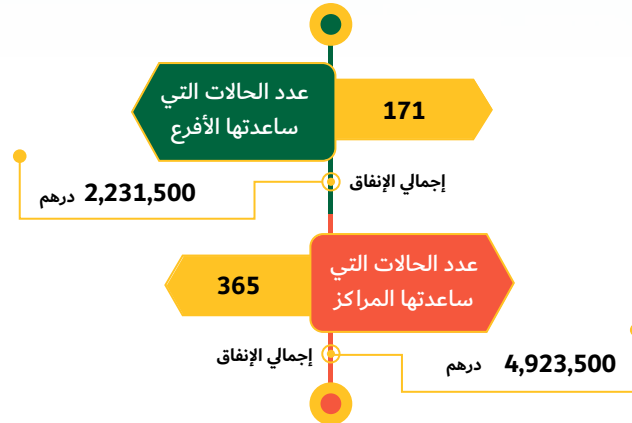 عدد الحالات التي
ساعدتها الأفرع
171
إجمالي الإنفاق
2,231,500 درهم
عدد الحالات التي
ساعدتها المراكز
365
إجمالي الإنفاق
4,923,500 درهم